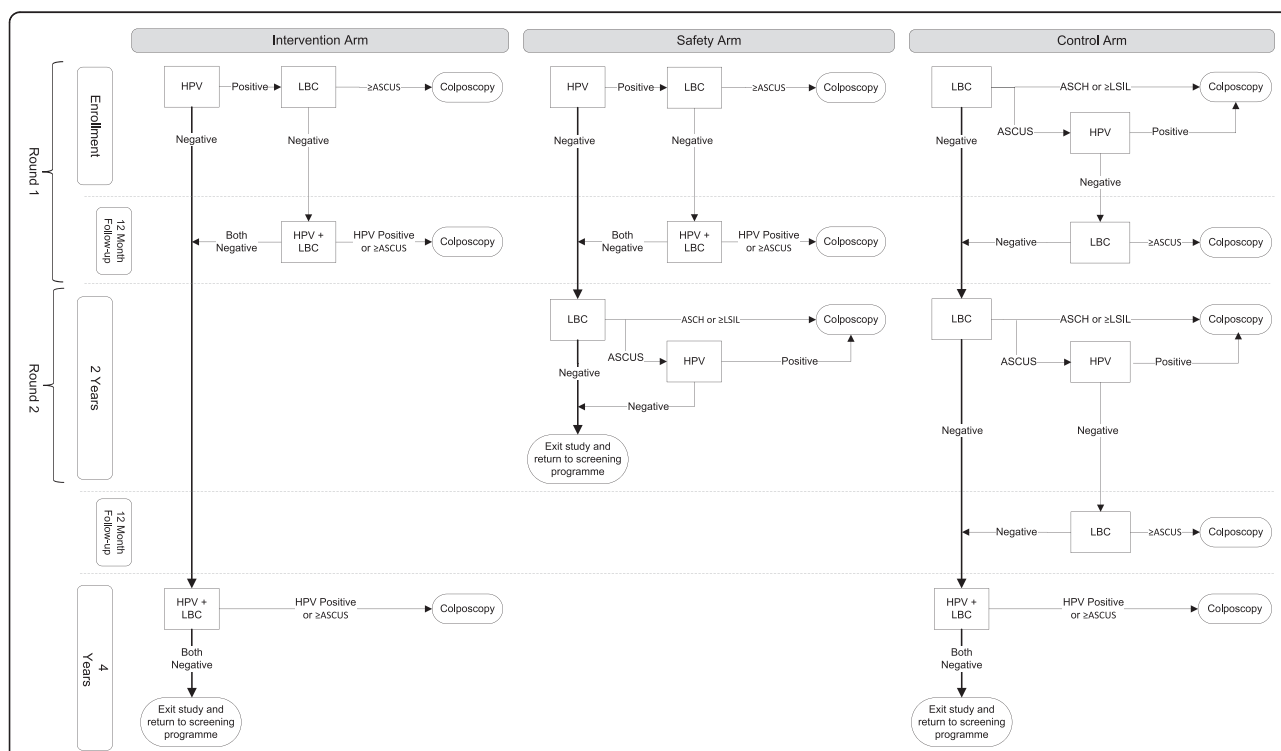 Intervention Arm
Safety Arm
Control Arm
Round 1
Enrollment
HPV
Positive
LBC
≥ASCUS
Colposcopy
Negative
Negative
HPV
Positive
LBC
≥ASCUS
Colposcopy
Negative
Negative
LBC
ASCH or ≥LSIL
Colposcopy
ASCUS
HPV
Positive
Negative
Negative
12 Month
Follow-up
Both
Negative
HPV +
LBC
HPV Positive
or ≥ASCUS
Colposcopy
Both
Negative
HPV +
LBC
HPV Positive
or ≥ASCUS
Colposcopy
Negative
LBC
≥ASCUS
Colposcopy
Round 2
2 Years
LBC
ASCH or ≥LSIL
Colposcopy
ASCUS
HPV
Positive
Negative
Negative
Exit study and
return to screening
programme
LBC
ASCH or ≥LSIL
Colposcopy
ASCUS
HPV
Positive
Negative
Negative
12 Month
Follow-up
Negative
LBC
≥ASCUS
Colposcopy
4
Years
HPV +
LBC
HPV Positive
or ≥ASCUS
Colposcopy
Both
Negative
Exit study and
return to screening
programme
HPV +
LBC
HPV Positive
or ≥ASCUS
Colposcopy
Both
Negative
Exit study and
return to screening
programme